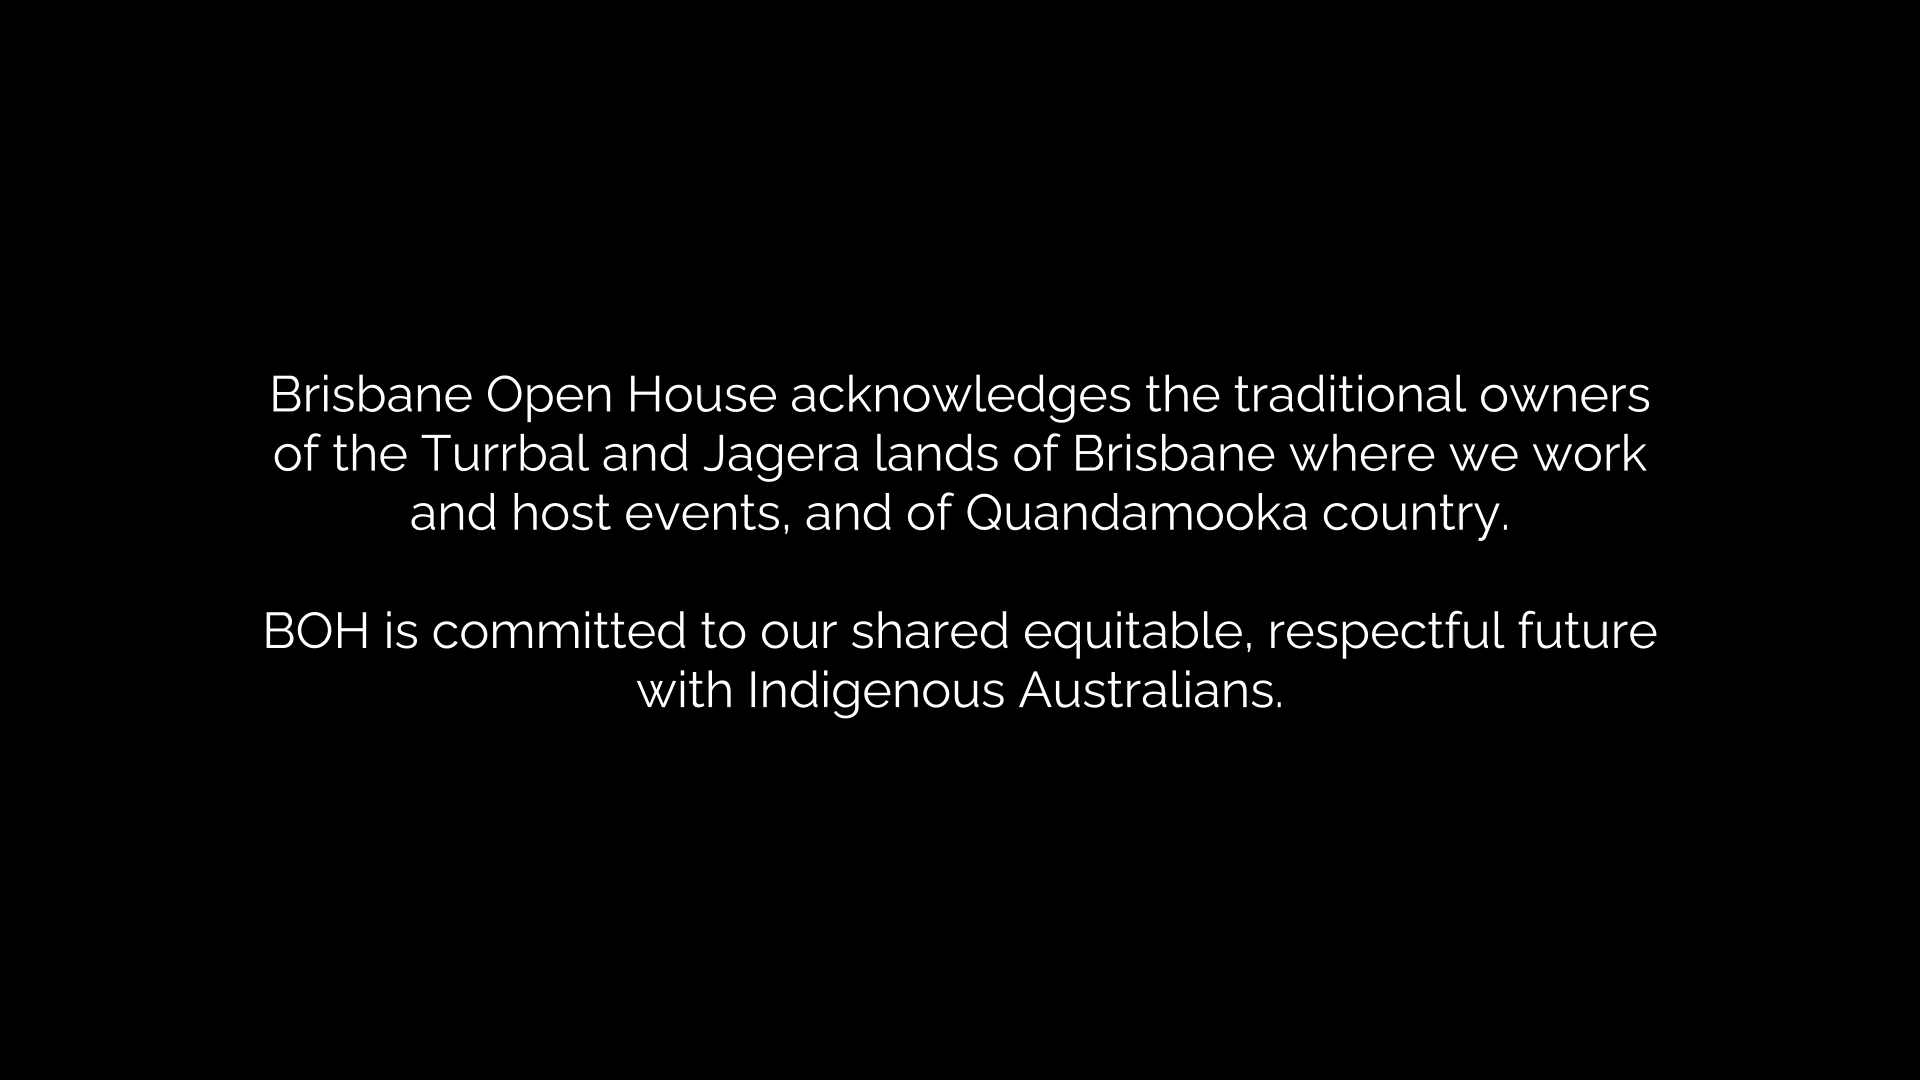 Brisbane Open House acknowledges the traditional owners
of the Turrbal and Jagera lands of Brisbane where we work
and host events, and of Quandamooka country.
BOH is committed to our shared equitable, respectful future
with Indigenous Australians.